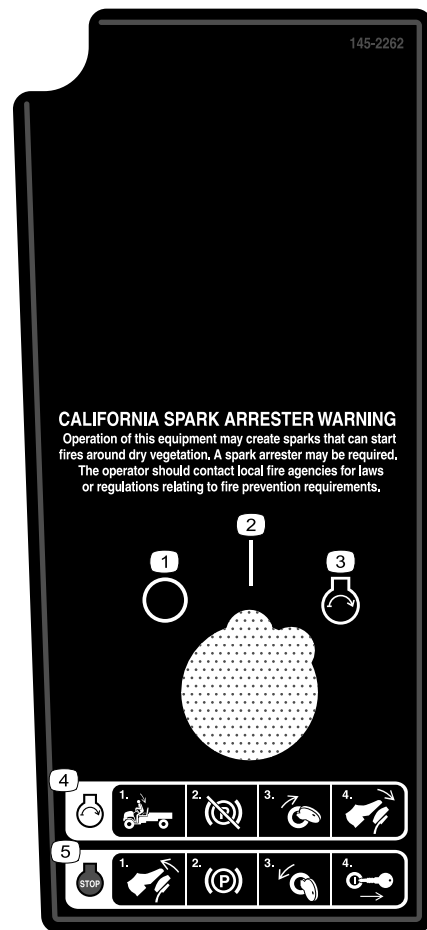 145-2262
CALIFORNIA SPARK ARRESTER WARNING
Operation of this equipment may create sparks that can start
fires around dry vegetation. A spark arrester may be required.
The operator should contact local fire agencies for laws
or regulations relating to fire prevention requirements.
2
1
3
4
1. 2. (P) 3. 4.
5
STOP 1. 2. (P) 3. 4.